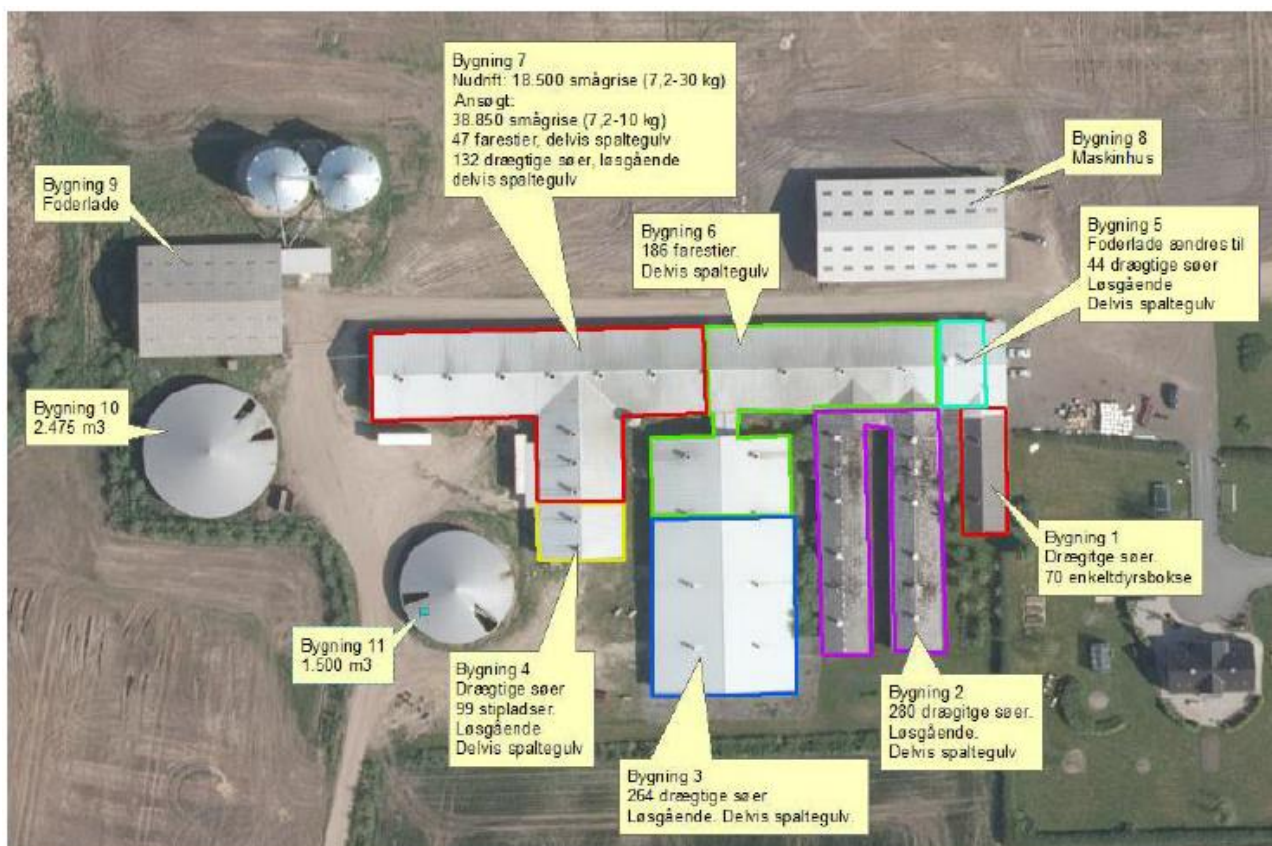 Bygning 7
Nudrift: 18.500 smågrise (7,2-30 kg)
Ansøgt:
38.850 smågrise (7,2-10 kg)
47 farestier, delvis spaltegulv
132 drægtige søer, løsgående
delvis spaltegulv
Bygning 8
Maskinhus
Bygning 9
Foderlade
Bygning 6
186 farestier.
Delvis spaltegulv
Bygning 5
Foderlade ændres til
44 drægtige søer
Løsgående
Delvis spaltegulv
Bygning 10
2.475 m3
Bygning 1
Drægitge søer.
70 enkeltdyrsbokse
Bygning 11
1.500 m3
Bygning 4
Drægtige søer
99 stipladser.
Løsgående
Delvis spaltegulv
Bygning 2
280 drægitge søer.
Løsgående.
Delvis spaltegulv
Bygning 3
264 drægtige søer
Løsgående. Delvis spaltegulv.